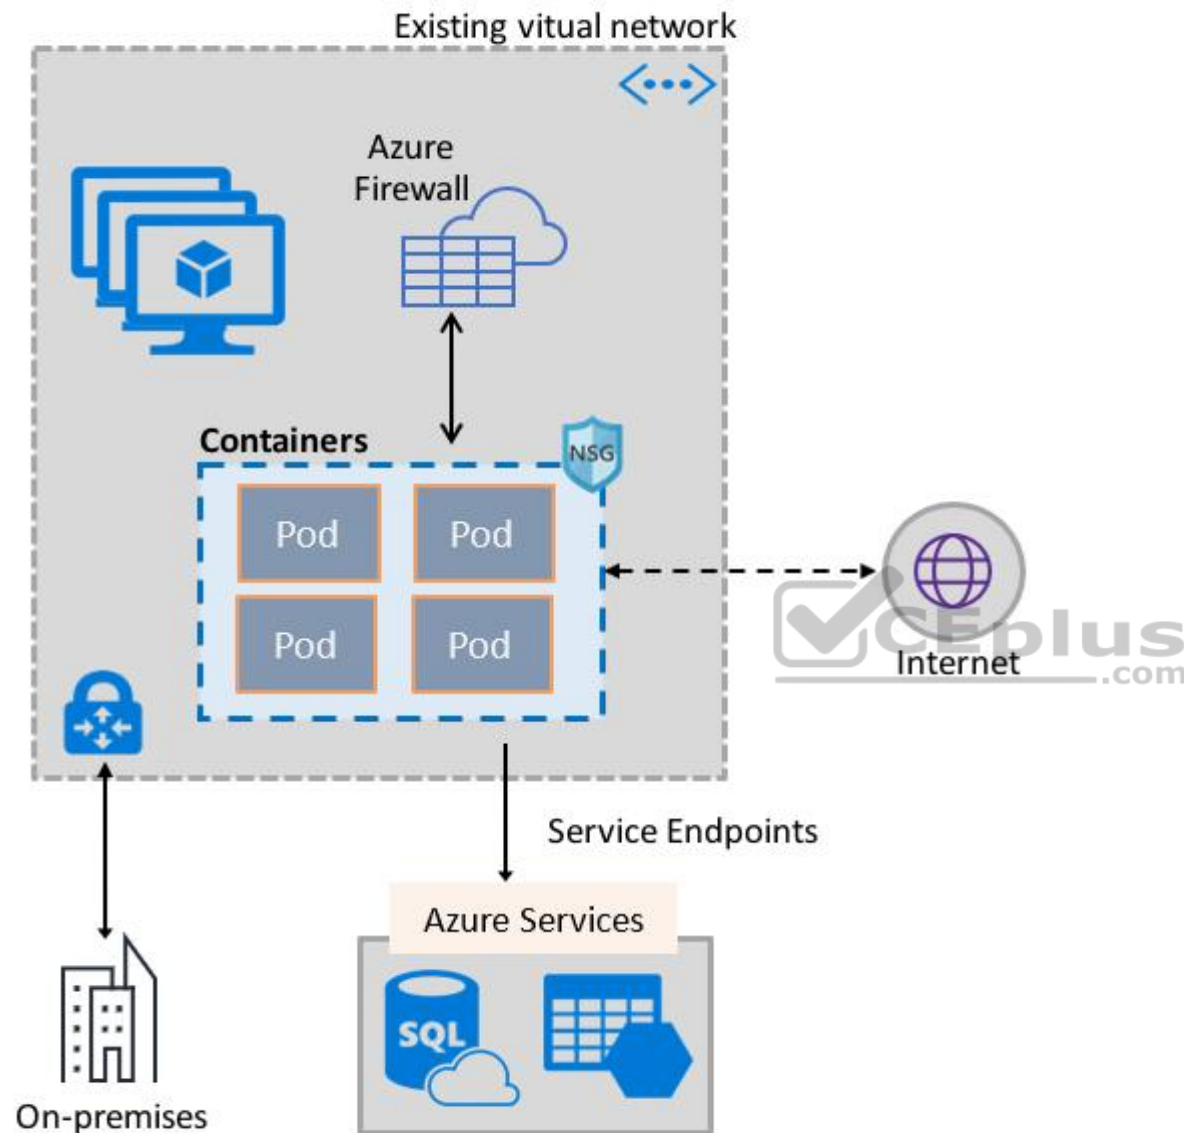 Existing vitual network
Azure
Firewall
Containers
NSG
Pod
Pod
Pod
Pod
CEplus
.com
Internet
Service Endpoints
Azure Services
SQL
On-premises